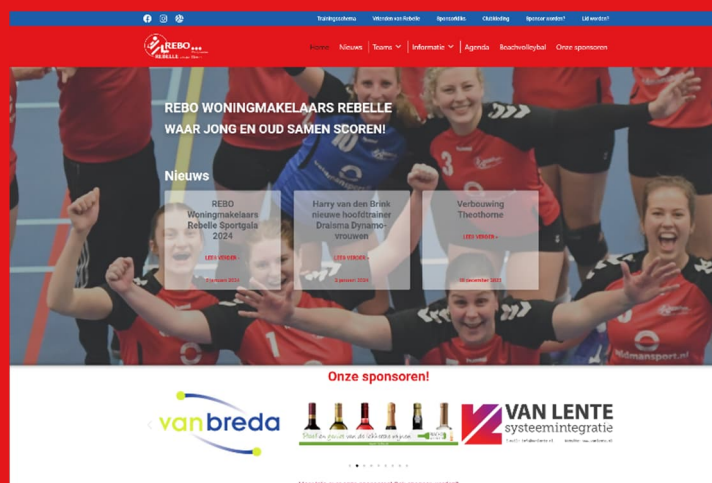 Trainingsschema Vrienden van Rebelle Sponsorkliks Clubkleding Sponsor worden? Lid worden?
REBO
REBELLE
Home Nieuws Teams Informatie Agenda Beachvolleybal Onze sponsoren
REBO WONINGMAKELAARS REBELLE
WAAR JONG EN OUD SAMEN SCOREN!
Nieuws
REBO
Woningmakelaars
Rebelle Sportgala
2024
LEES VERDER »
Harry van den Brink
nieuwe hoofdtrainer
Draisma Dynamo-
vrouwen
LEES VERDER »
Verbouwing
Theothorne
LEES VERDER »
Onze sponsoren!
vanbreda
VAN LENTE
systeemintegratie